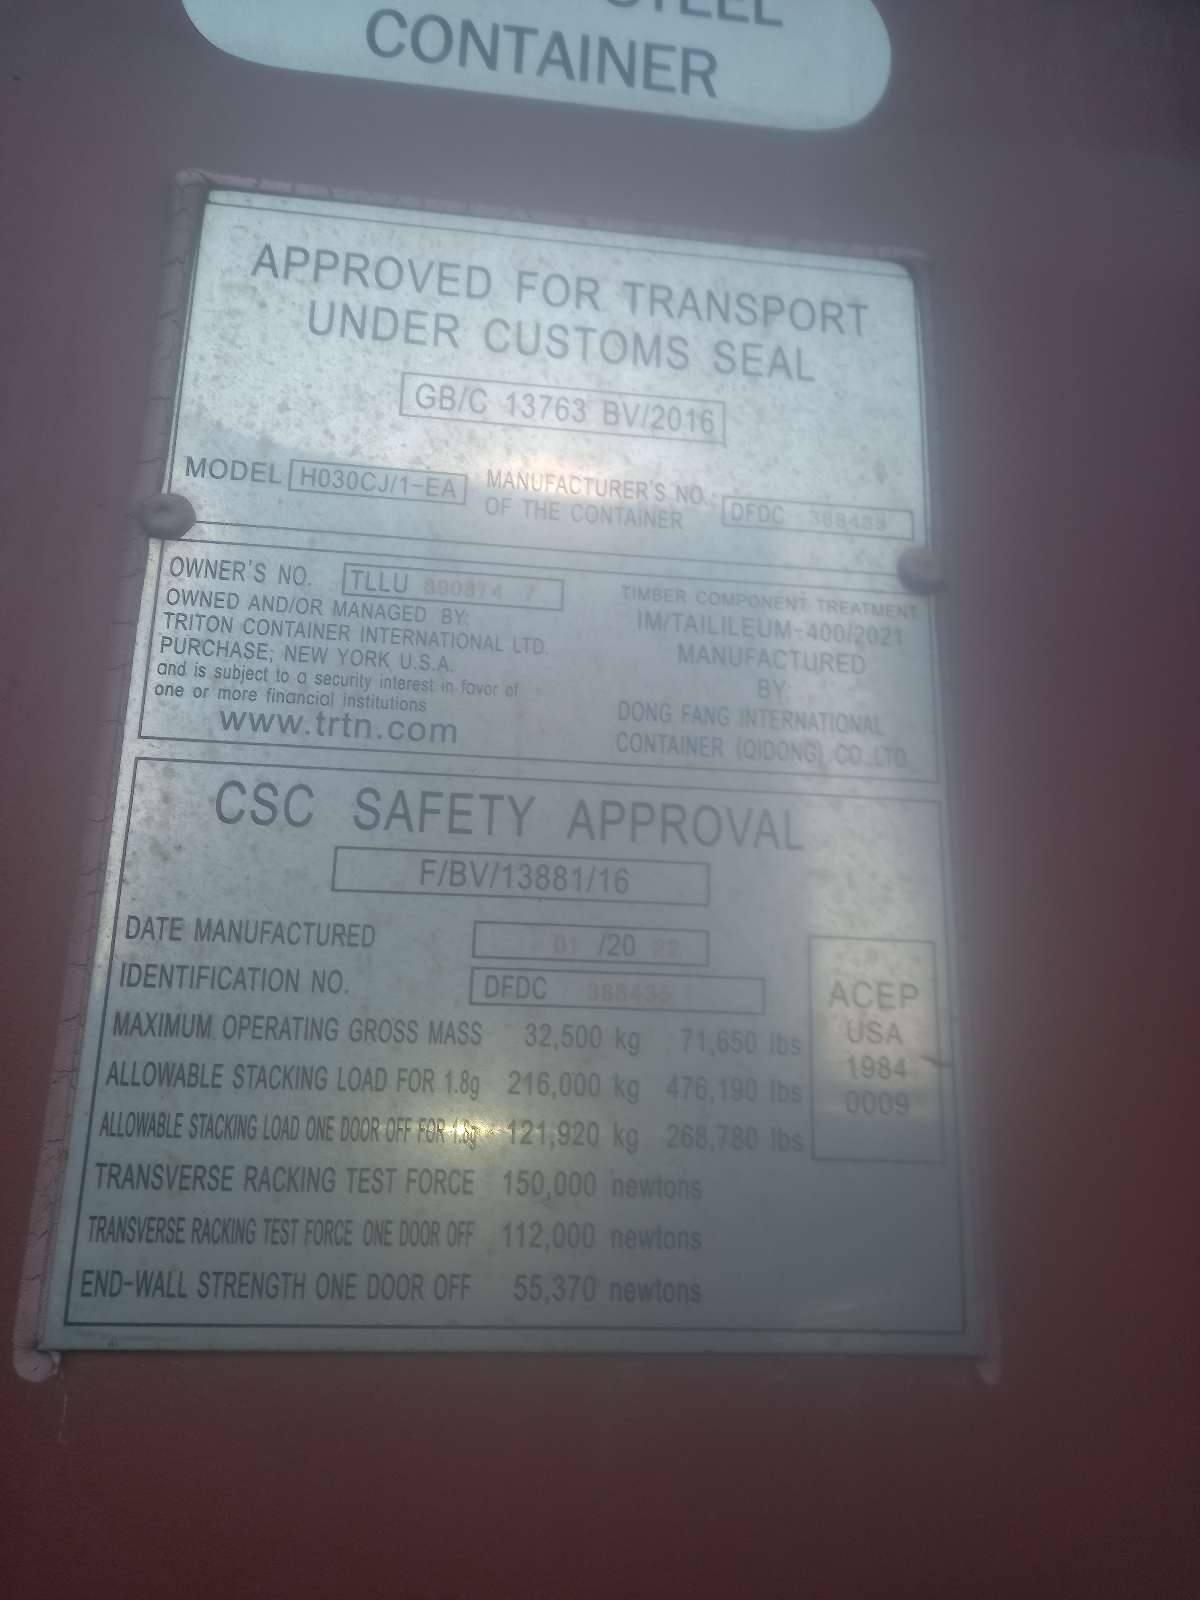 CONTAINER
APPROVED FOR TRANSPORT
UNDER CUSTOMS SEAL
GB/C 13763 BV/2016
MODEL H030CJ/1-EA MANUFACTURER'S NO.
OF THE CONTAINER DFDC
OWNER'S NO. TLLU
OWNED AND/OR MANAGED BY:
TRITON CONTAINER INTERNATIONAL LTD.
PURCHASE, NEW YORK U.S.A.
and is subject to a security interest in favor of
one or more financial institutions
www.trtn.com
TIMBER COMPONENT TREATMENT
IM/TAILILEUM-400/2021
MANUFACTURED
BY:
DONG FANG INTERNATIONAL
CONTAINER (QIDONG) CO.,LTD.
CSC SAFETY APPROVAL
F/BV/13881/16
DATE MANUFACTURED 01 /20
IDENTIFICATION NO. DFDC
MAXIMUM OPERATING GROSS MASS 32,500 kg 71,650 lbs
ALLOWABLE STACKING LOAD FOR 1.8g 216,000 kg 476,190 lbs
ALLOWABLE STACKING LOAD ONE DOOR OFF FOR 1.8g 121,920 kg 268,780 lbs
TRANSVERSE RACKING TEST FORCE 150,000 newtons
TRANSVERSE RACKING TEST FORCE ONE DOOR OFF 112,000 newtons
END-WALL STRENGTH ONE DOOR OFF 55,370 newtons
ACEP
USA
1984
0009